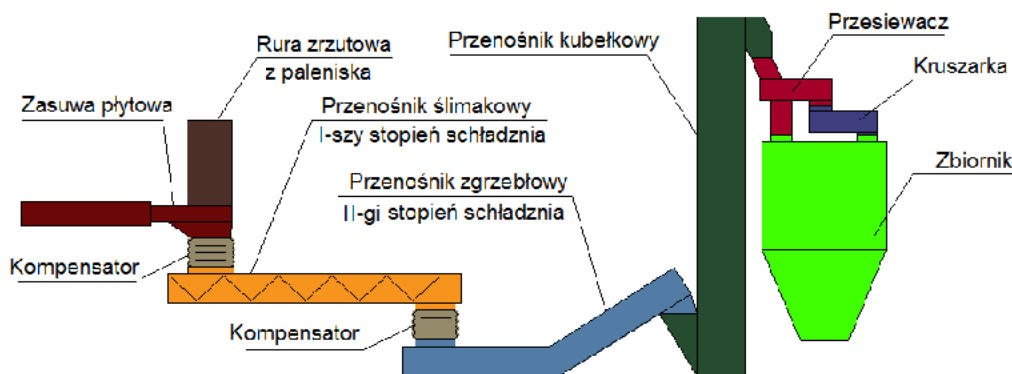 Rura zrzutowa
z paleniska
Zasuwa płytowa
Przenośnik ślimakowy
I-szy stopień schładznia
Przenośnik kubełkowy
Przesiewacz
Kruszarka
Zbiornik
Przenośnik zgrzebłowy
II-gi stopień schładznia
Kompensator
Kompensator